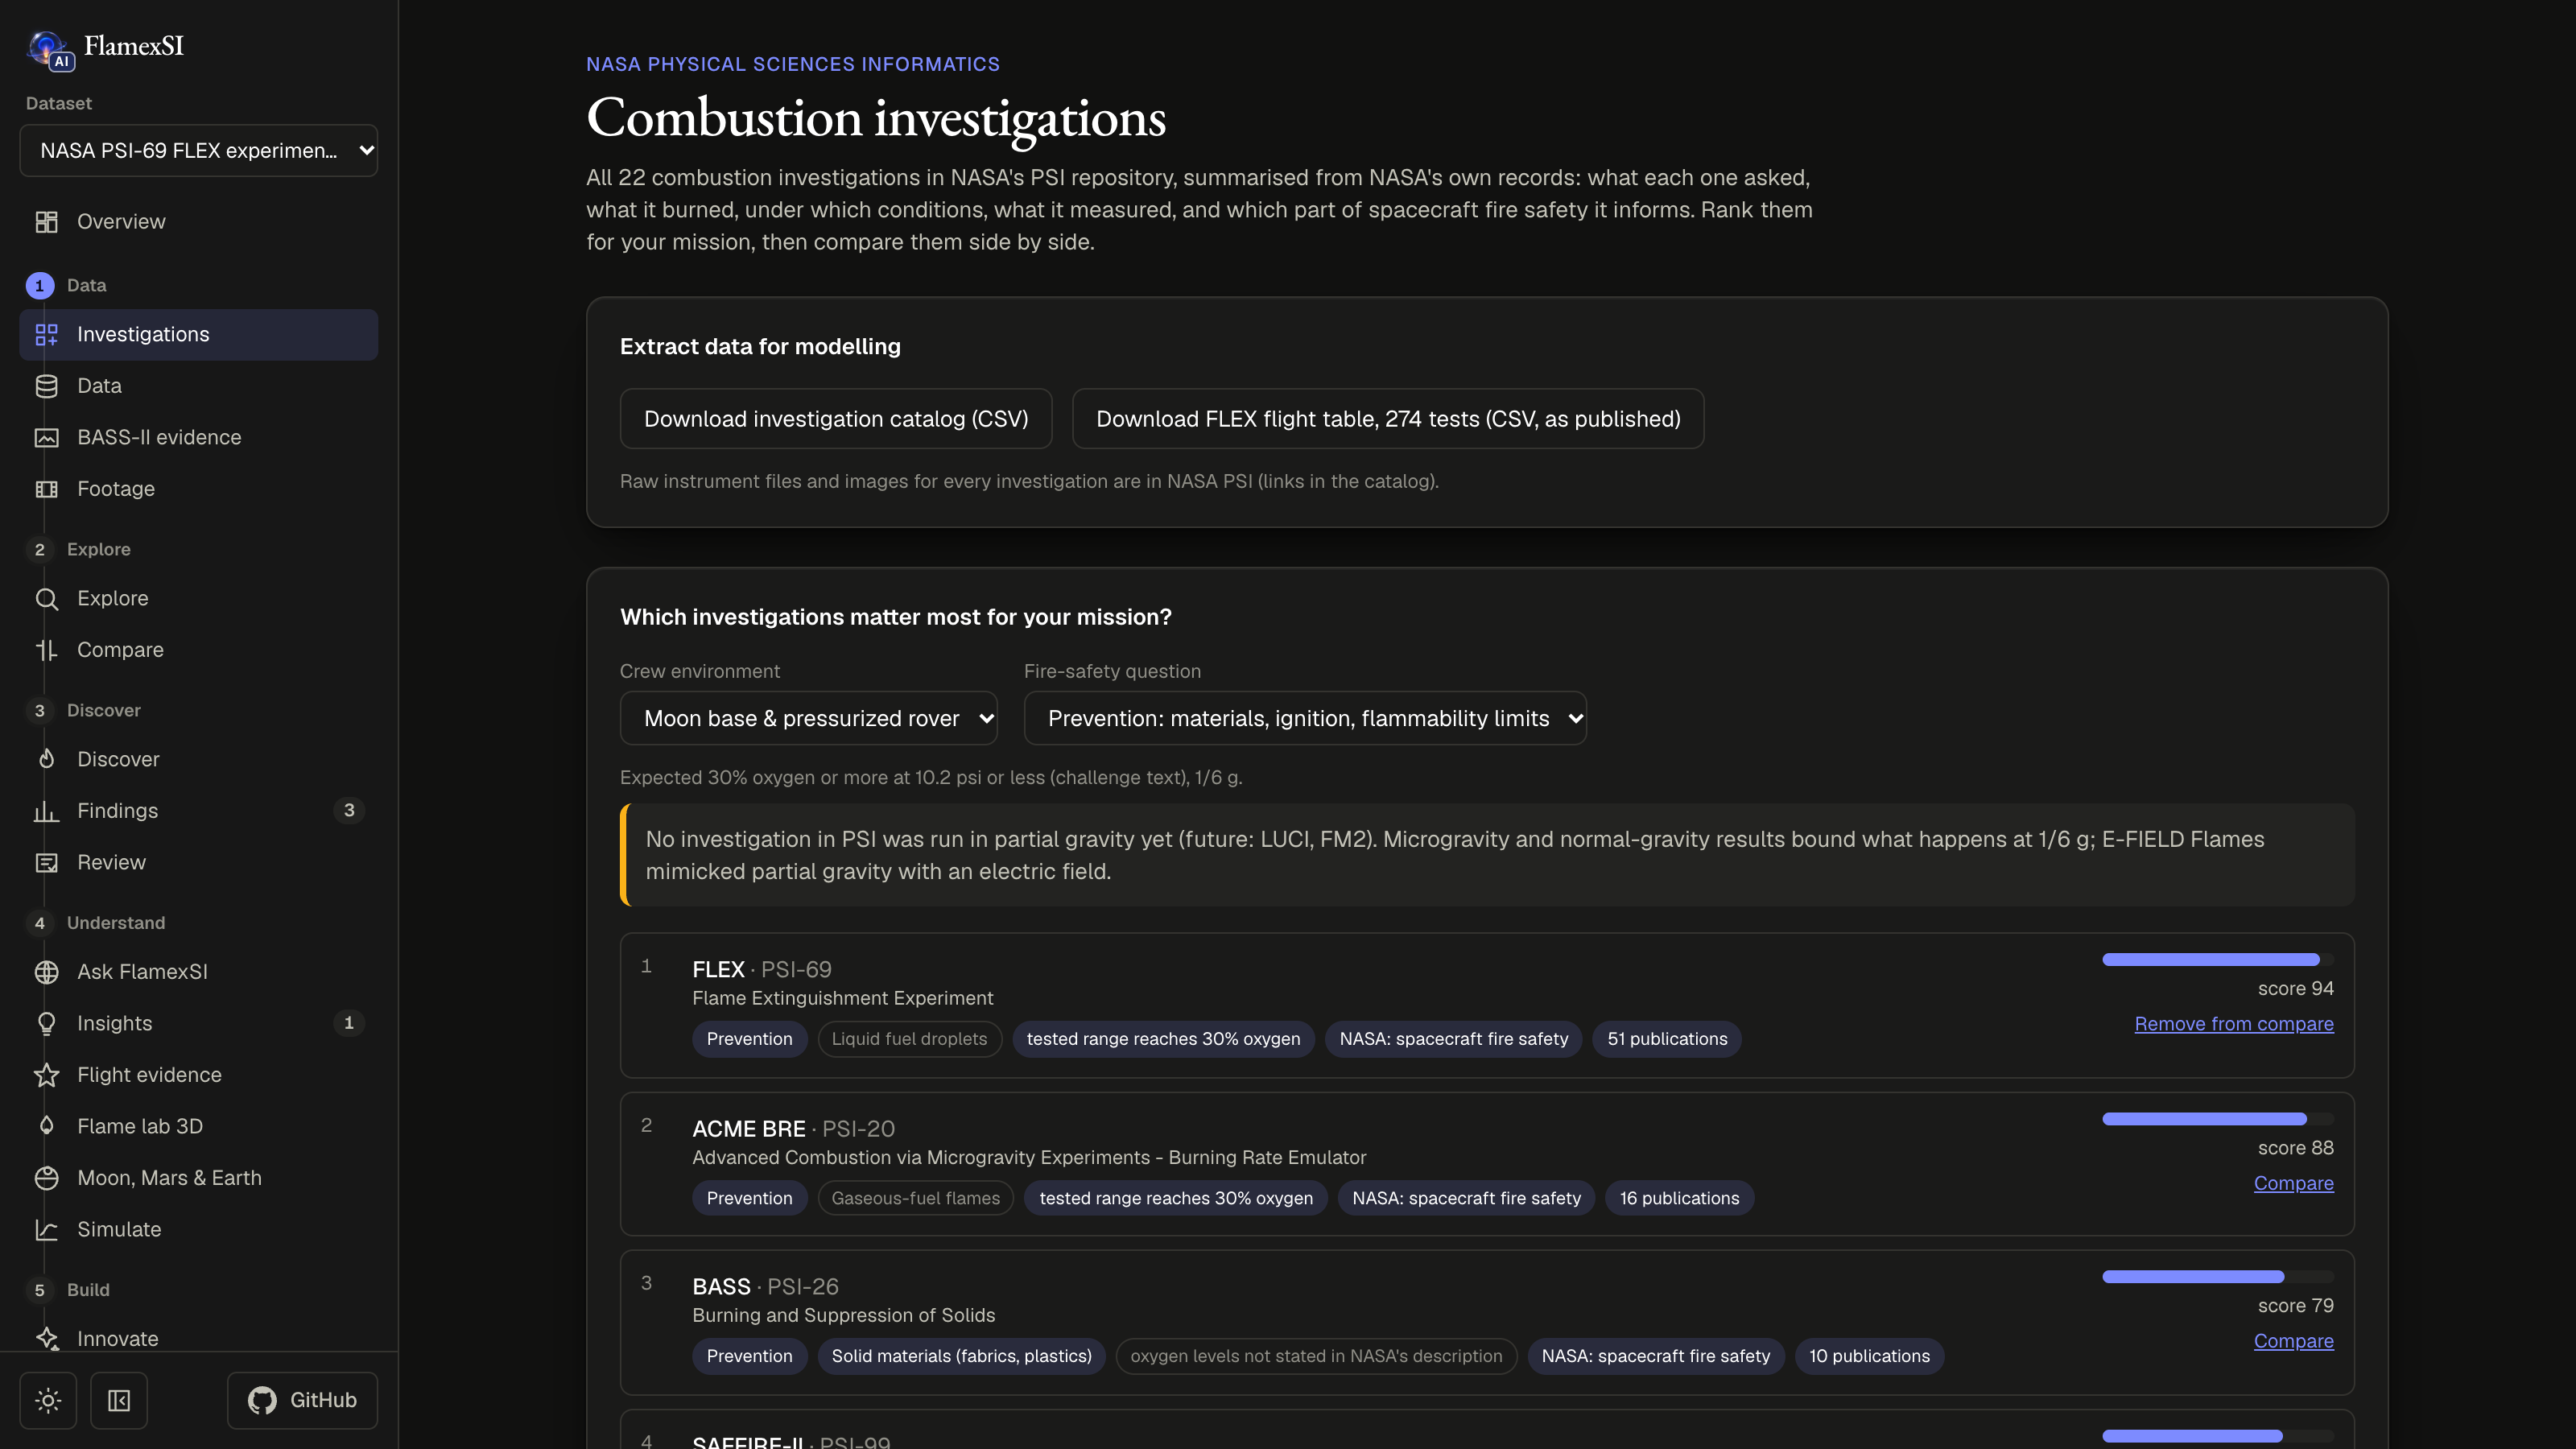 AI
FlamexSI
Dataset
NASA PSI-69 FLEX experimen...
Overview
1 Data
Investigations
Data
BASS-II evidence
Footage
2 Explore
Explore
Compare
3 Discover
Discover
Findings 3
Review
4 Understand
Ask FlamexSI
Insights 1
Flight evidence
Flame lab 3D
Moon, Mars & Earth
Simulate
5 Build
Innovate
GitHub
NASA PHYSICAL SCIENCES INFORMATICS
Combustion investigations
All 22 combustion investigations in NASA's PSI repository, summarised from NASA's own records: what each one asked,
what it burned, under which conditions, what it measured, and which part of spacecraft fire safety it informs. Rank them
for your mission, then compare them side by side.
Extract data for modelling
Download investigation catalog (CSV)
Download FLEX flight table, 274 tests (CSV, as published)
Raw instrument files and images for every investigation are in NASA PSI (links in the catalog).
Which investigations matter most for your mission?
Crew environment
Fire-safety question
Moon base & pressurized rover
Prevention: materials, ignition, flammability limits
Expected 30% oxygen or more at 10.2 psi or less (challenge text), 1/6 g.
No investigation in PSI was run in partial gravity yet (future: LUCI, FM2). Microgravity and normal-gravity results bound what happens at 1/6 g; E-FIELD Flames
mimicked partial gravity with an electric field.
1 FLEX · PSI-69
Flame Extinguishment Experiment
Prevention Liquid fuel droplets tested range reaches 30% oxygen NASA: spacecraft fire safety 51 publications
score 94
Remove from compare
2 ACME BRE · PSI-20
Advanced Combustion via Microgravity Experiments - Burning Rate Emulator
Prevention Gaseous-fuel flames tested range reaches 30% oxygen NASA: spacecraft fire safety 16 publications
score 88
Compare
3 BASS · PSI-26
Burning and Suppression of Solids
Prevention Solid materials (fabrics, plastics) oxygen levels not stated in NASA's description NASA: spacecraft fire safety 10 publications
score 79
Compare
4 SAFFIRE-II · PSI-99